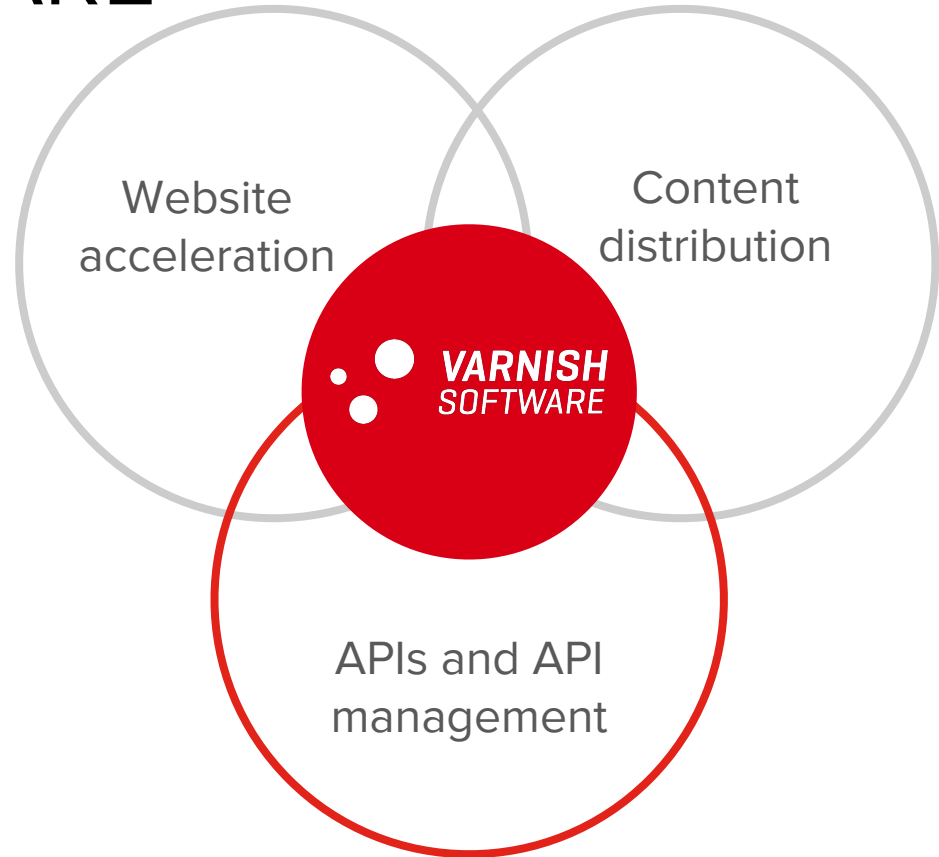 Website
acceleration
Content
distribution
VARNISH
SOFTWARE
APIs and API
management